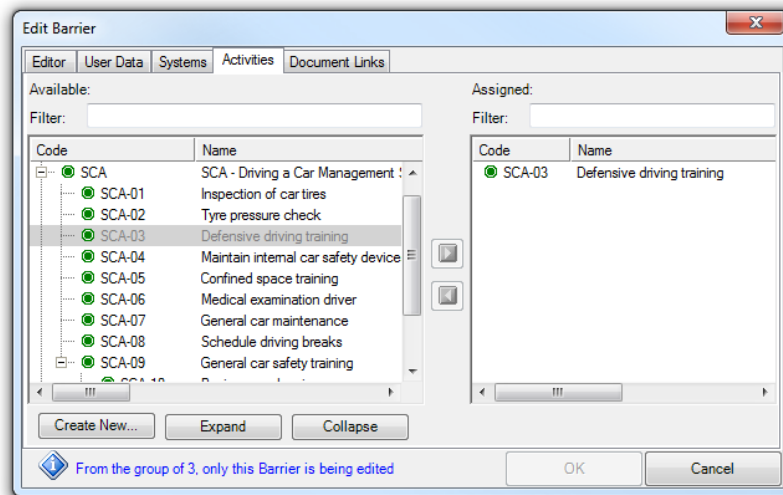 Edit Barrier
Editor User Data Systems Activities Document Links
Available:
Filter:
Code Name
SCA SCA - Driving a Car Management
SCA-01 Inspection of car tires
SCA-02 Tyre pressure check
SCA-03 Defensive driving training
SCA-04 Maintain internal car safety device
SCA-05 Confined space training
SCA-06 Medical examination driver
SCA-07 General car maintenance
SCA-08 Schedule driving breaks
SCA-09 General car safety training
Create New... Expand Collapse
Assigned:
Filter:
Code Name
SCA-03 Defensive driving training
From the group of 3, only this Barrier is being edited
OK Cancel